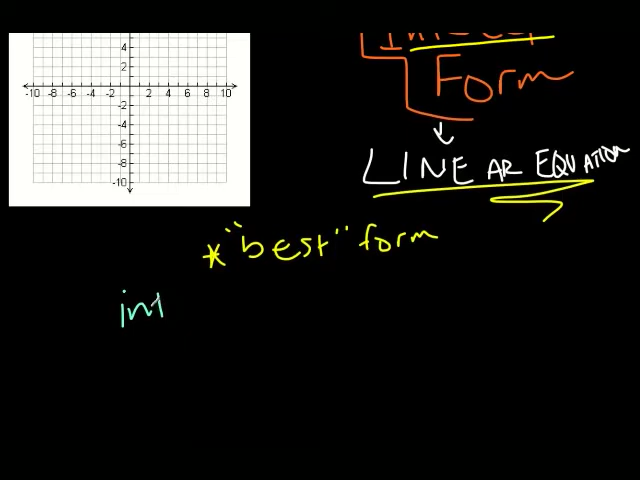 4
2
-10 -8 -6 -4 -2 2 4 6 8 10
-2
-4
-6
-8
-10
Form
LINEAR EQUATION
*"best" form
int